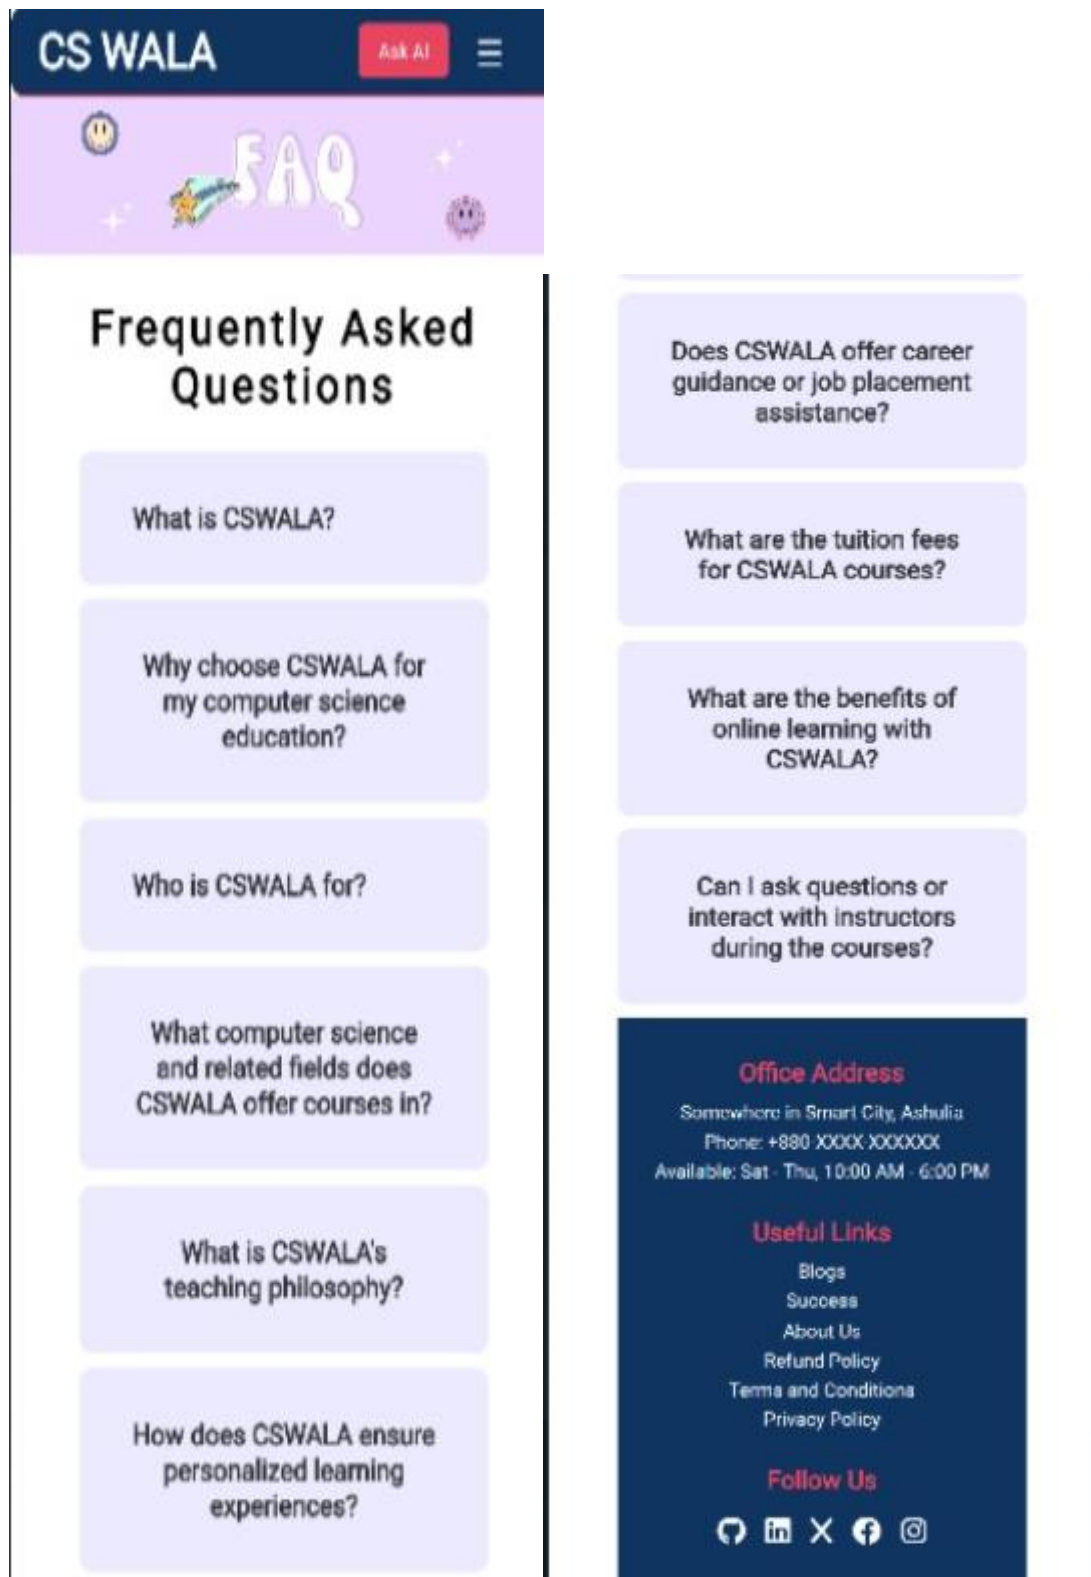 CS WALA
Ask AI
FAQ
Frequently Asked
Questions
What is CSWALA?
Why choose CSWALA for
my computer science
education?
Who is CSWALA for?
What computer science
and related fields does
CSWALA offer courses in?
What is CSWALA's
teaching philosophy?
How does CSWALA ensure
personalized learning
experiences?
Does CSWALA offer career
guidance or job placement
assistance?
What are the tuition fees
for CSWALA courses?
What are the benefits of
online learning with
CSWALA?
Can I ask questions or
interact with instructors
during the courses?
Office Address
Somewhere in Smart City, Ashulia
Phone: +880 XXXX XXXXXX
Available: Sat - Thu, 10:00 AM - 6:00 PM
Useful Links
Blogs
Success
About Us
Refund Policy
Terms and Conditions
Privacy Policy
Follow Us